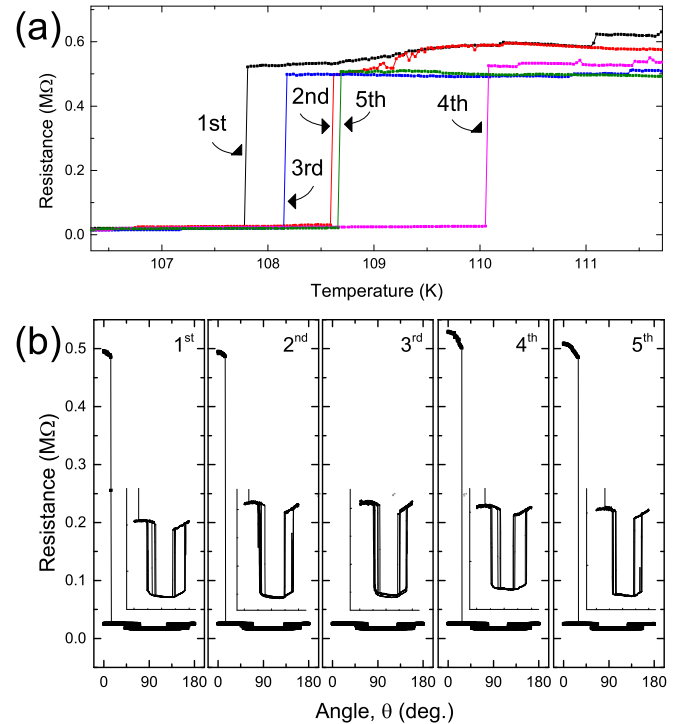 (a)
0.6
0.4
0.2
0.0
Resistance (MΩ)
1st
3rd
2nd
5th
4th
107 108 109 110 111
Temperature (K)
(b)
0.5
0.4
0.3
0.2
0.1
0.0
Resistance (MΩ)
1st 2nd 3rd 4th 5th
0 90 180 0 90 180 0 90 180 0 90 180 0 90 180
Angle, θ (deg.)